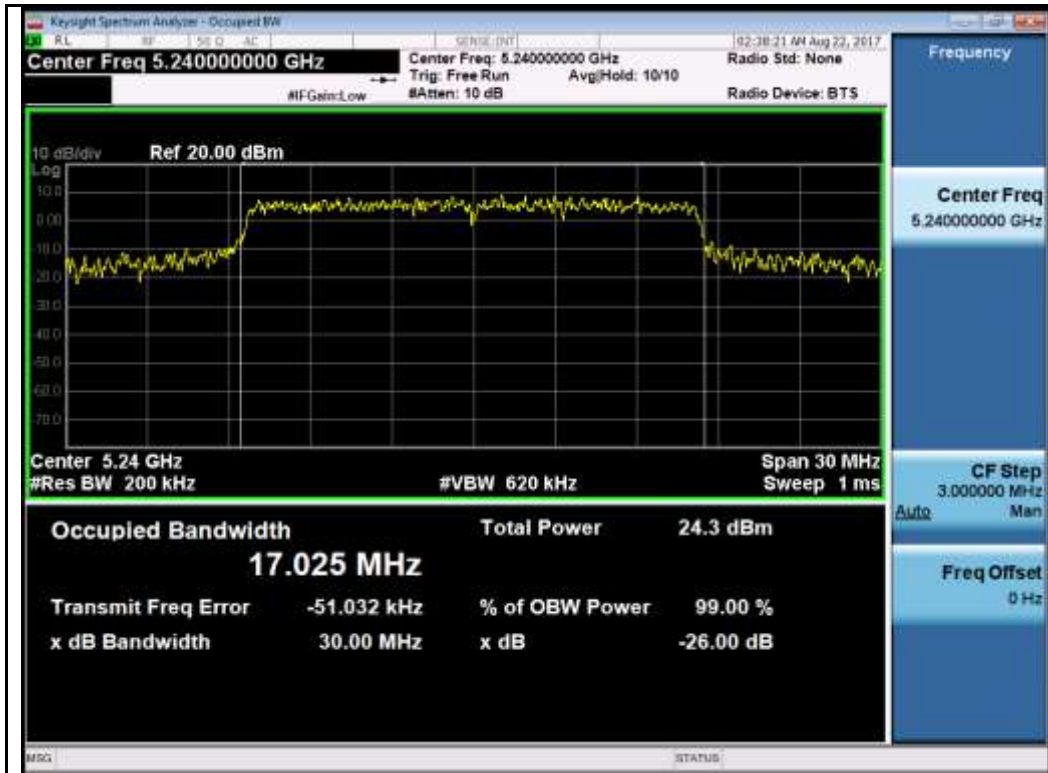 Keysight Spectrum Analyzer - Occupied BW
RL RF 50 Ω AC SENSE:INT 02:38:21 AM Aug 22, 2017
Center Freq 5.240000000 GHz
Center Freq: 5.240000000 GHz
Radio Std: None
Trig: Free Run Avg|Hold: 10/10
#IFGain:Low #Atten: 10 dB Radio Device: BTS
Frequency
10 dB/div Ref 20.00 dBm
Log
10.0
0.00
-10.0
-20.0
-30.0
-40.0
-50.0
-60.0
-70.0
Center 5.24 GHz Span 30 MHz
#Res BW 200 kHz #VBW 620 kHz Sweep 1 ms
Occupied Bandwidth Total Power 24.3 dBm
17.025 MHz
Transmit Freq Error -51.032 kHz % of OBW Power 99.00 %
x dB Bandwidth 30.00 MHz x dB -26.00 dB
Center Freq
5.240000000 GHz
CF Step
3.000000 MHz
Auto Man
Freq Offset
0 Hz
MSG STATUS